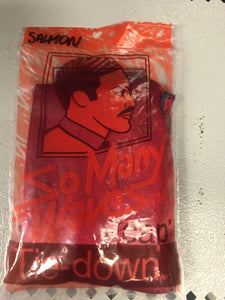 SALMON
So Many
Waves
Cap'
Tie-down